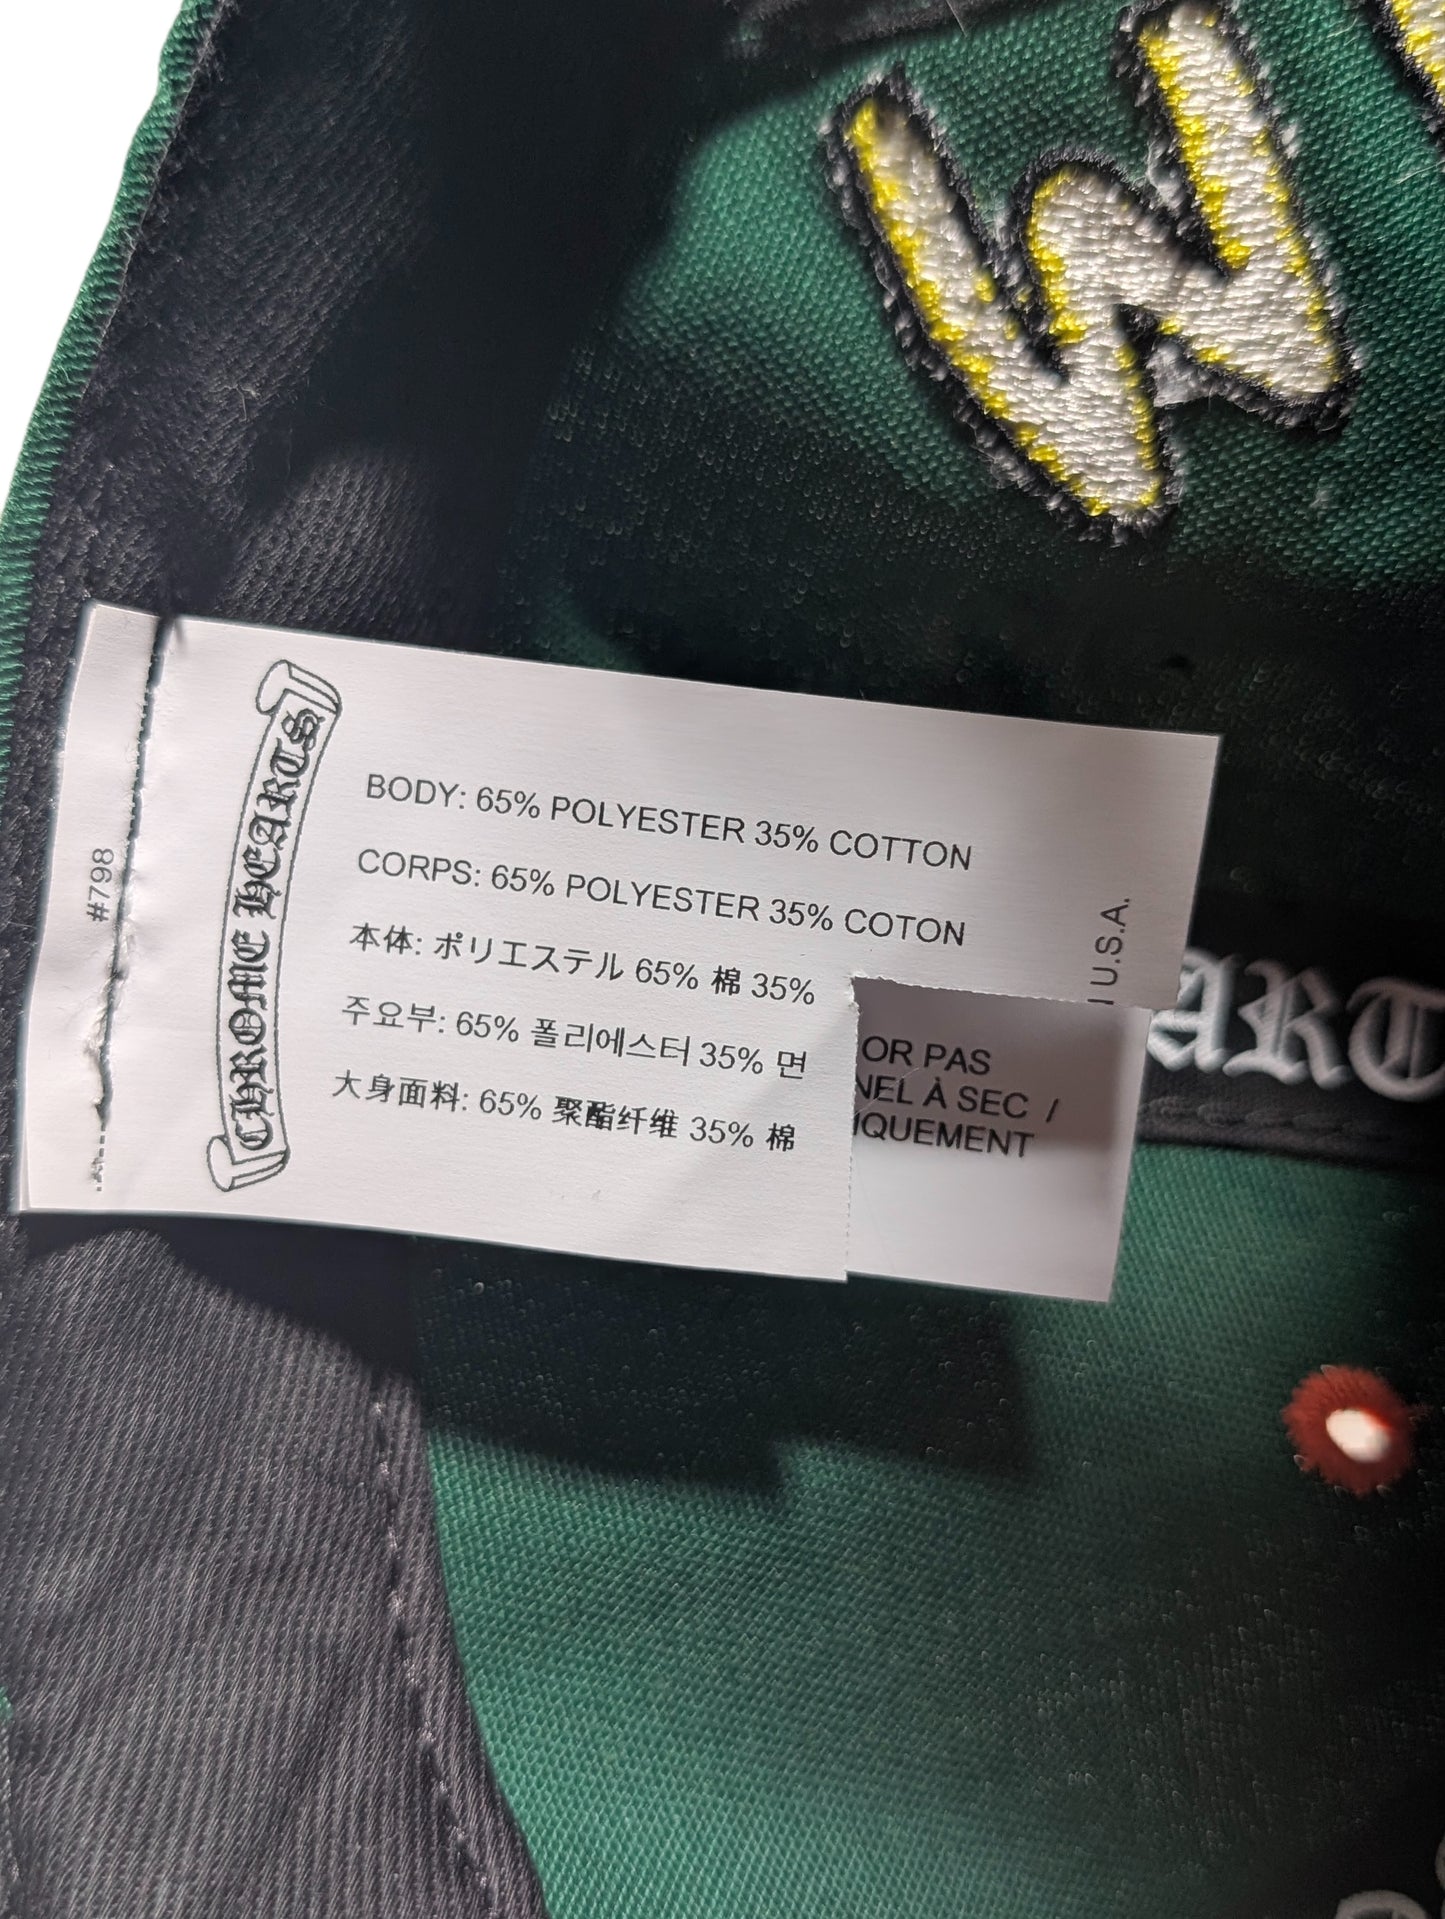 CHROME HEARTS
BODY: 65% POLYESTER 35% COTTON
CORPS: 65% POLYESTER 35% COTON
本体: ポリエステル 65% 棉 35%
주요부: 65% 폴리에스터 35% 면
大身面料: 65% 聚酯纤维 35% 棉
#798
U.S.A.
OR PAS
NEL À SEC /
IQUEMENT
ART